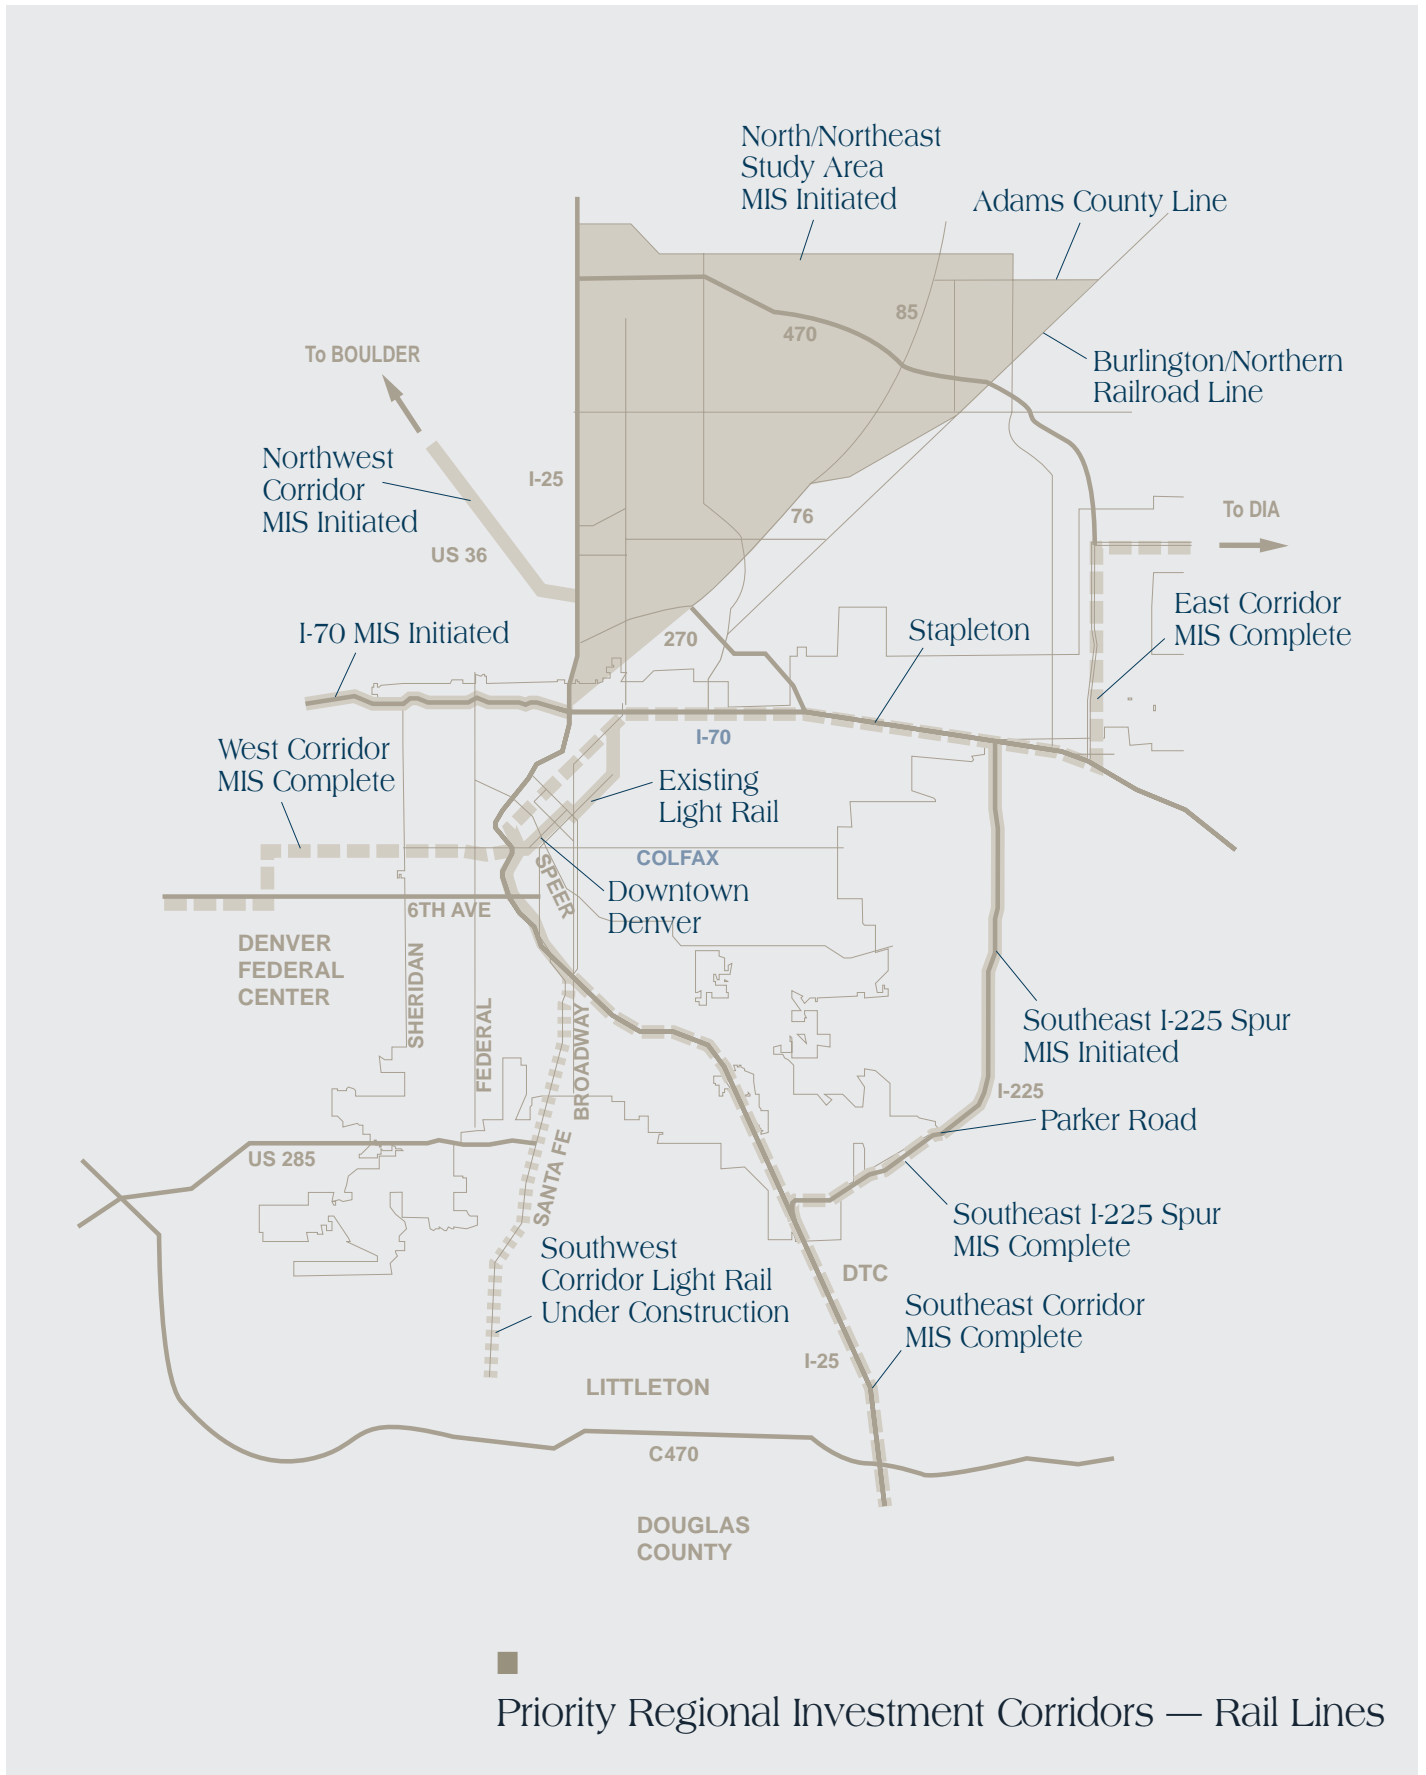 North/Northeast
Study Area
MIS Initiated
Adams County Line
85
470
To BOULDER
Burlington/Northern
Railroad Line
Northwest
Corridor
MIS Initiated
I-25
76
To DIA
US 36
East Corridor
MIS Complete
I-70 MIS Initiated
270
Stapleton
West Corridor
MIS Complete
I-70
Existing
Light Rail
COLFAX
SPEER
Downtown
Denver
6TH AVE
DENVER
FEDERAL
CENTER
SHERIDAN
FEDERAL
BROADWAY
Southeast I-225 Spur
MIS Initiated
I-225
Parker Road
US 285
SANTA FE
Southeast I-225 Spur
MIS Complete
Southwest
Corridor Light Rail
Under Construction
DTC
Southeast Corridor
MIS Complete
I-25
LITTLETON
C470
DOUGLAS
COUNTY
Priority Regional Investment Corridors — Rail Lines